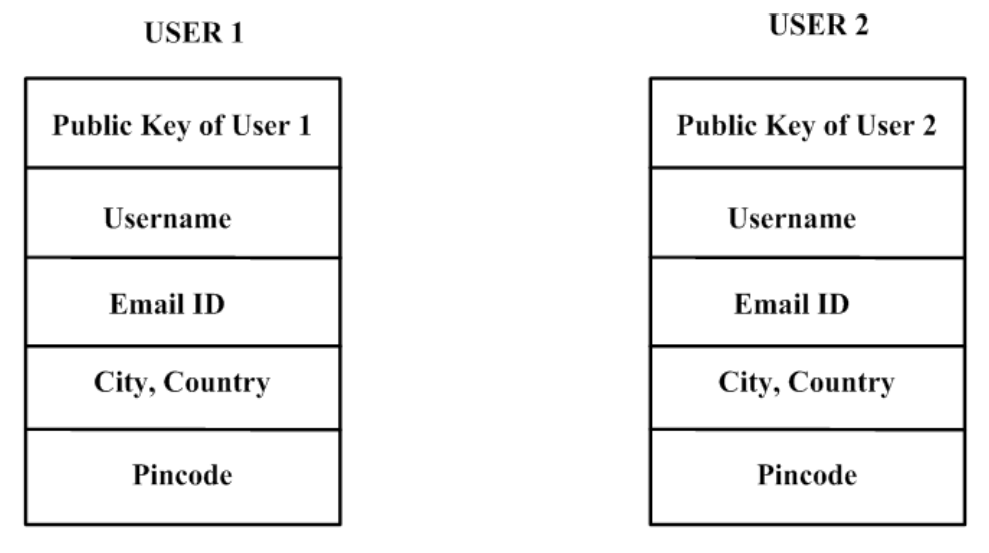 USER 1
Public Key of User 1
Username
Email ID
City, Country
Pincode
USER 2
Public Key of User 2
Username
Email ID
City, Country
Pincode